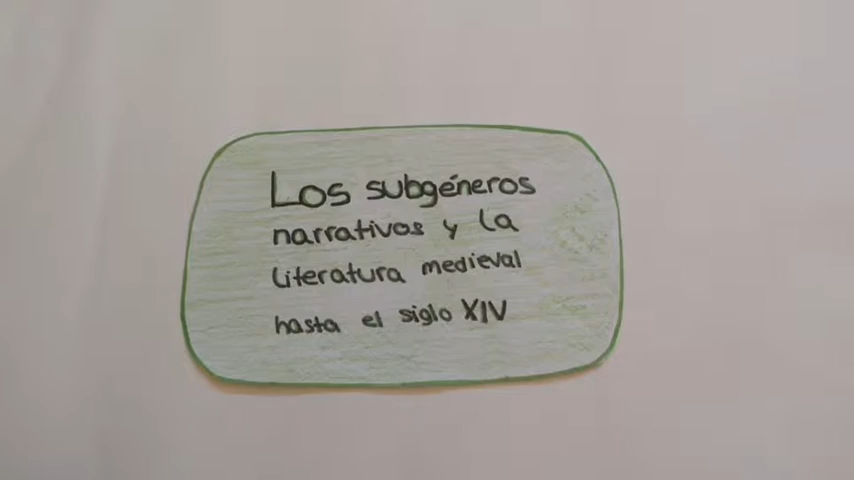 Los subgéneros
narrativos y la
literatura medieval
hasta el siglo XIV